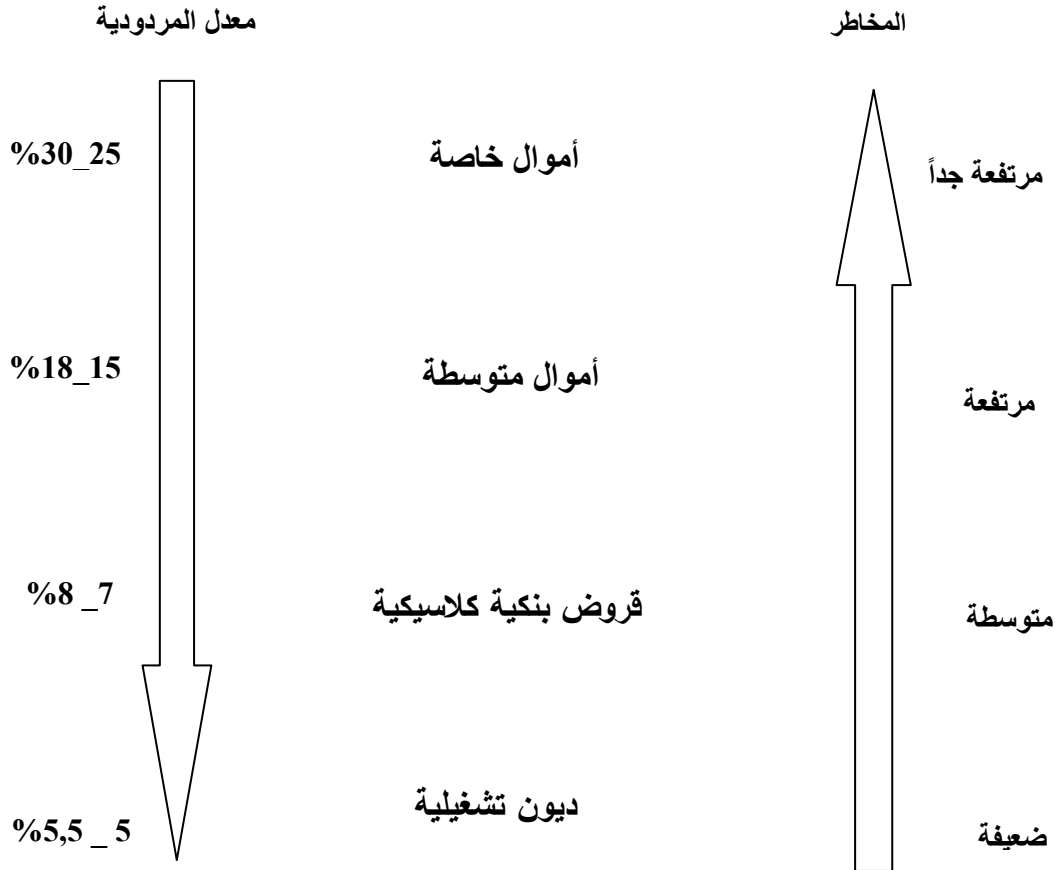 المخاطر
معدل المردودية
مرتفعة جداً
أموال خاصة
%30_25
مرتفعة
أموال متوسطة
%18_15
متوسطة
قروض بنكية كلاسيكية
%8 _7
ضعيفة
ديون تشغيلية
%5,5 _ 5